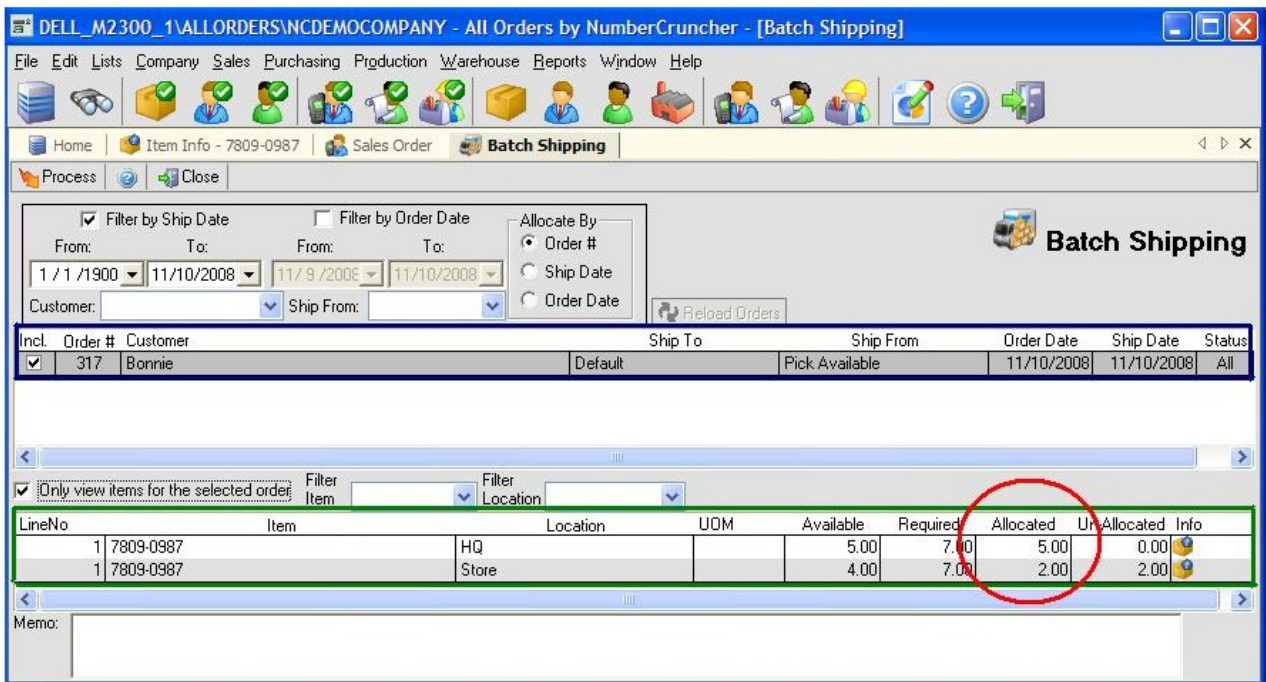 DELL_M2300_1\ALLORDERS\NCDEMOCOMPANY - All Orders by NumberCruncher - [Batch Shipping]
File Edit Lists Company Sales Purchasing Production Warehouse Reports Window Help
Home Item Info - 7809-0987 Sales Order Batch Shipping
Process Close
Filter by Ship Date Filter by Order Date Allocate By
From: To: From: To: Order #
1 / 1 /1900 11/10/2008 11/ 9 /2008 11/10/2008 Ship Date
Customer: Ship From: Order Date
Reload Orders
Batch Shipping
Incl. Order # Customer Ship To Ship From Order Date Ship Date Status
317 Bonnie Default Pick Available 11/10/2008 11/10/2008 All
Only view items for the selected order Filter Item Filter Location
LineNo Item Location UOM Available Required Allocated Un-Allocated Info
1 7809-0987 HQ 5.00 7.00 5.00 0.00
1 7809-0987 Store 4.00 7.00 2.00 2.00
Memo: